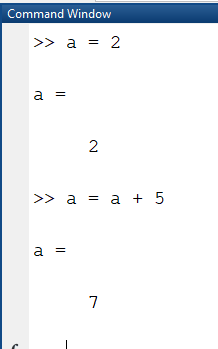 Command Window
>> a = 2
a =
2
>> a = a + 5
a =
7